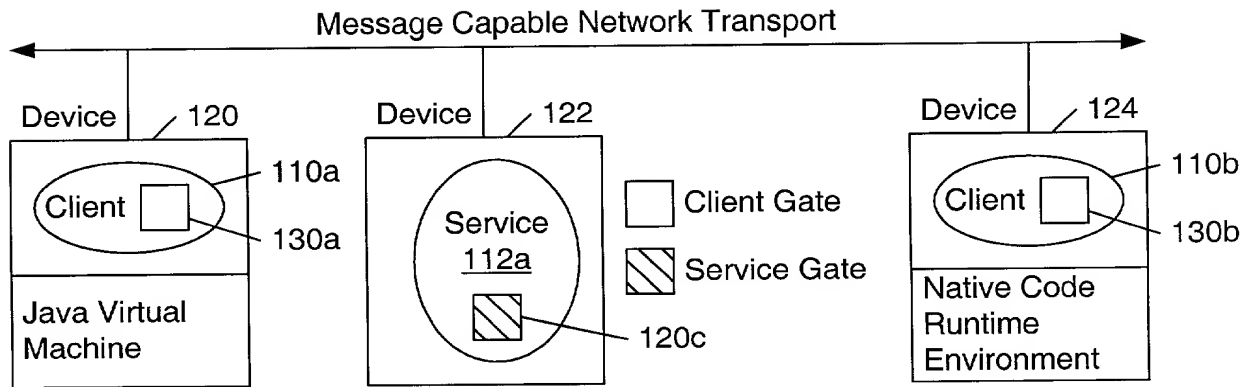 Message Capable Network Transport
Device
120
110a
Client
130a
Java Virtual
Machine
Device
122
Service
112a
120c
Client Gate
Service Gate
Device
124
110b
Client
130b
Native Code
Runtime
Environment